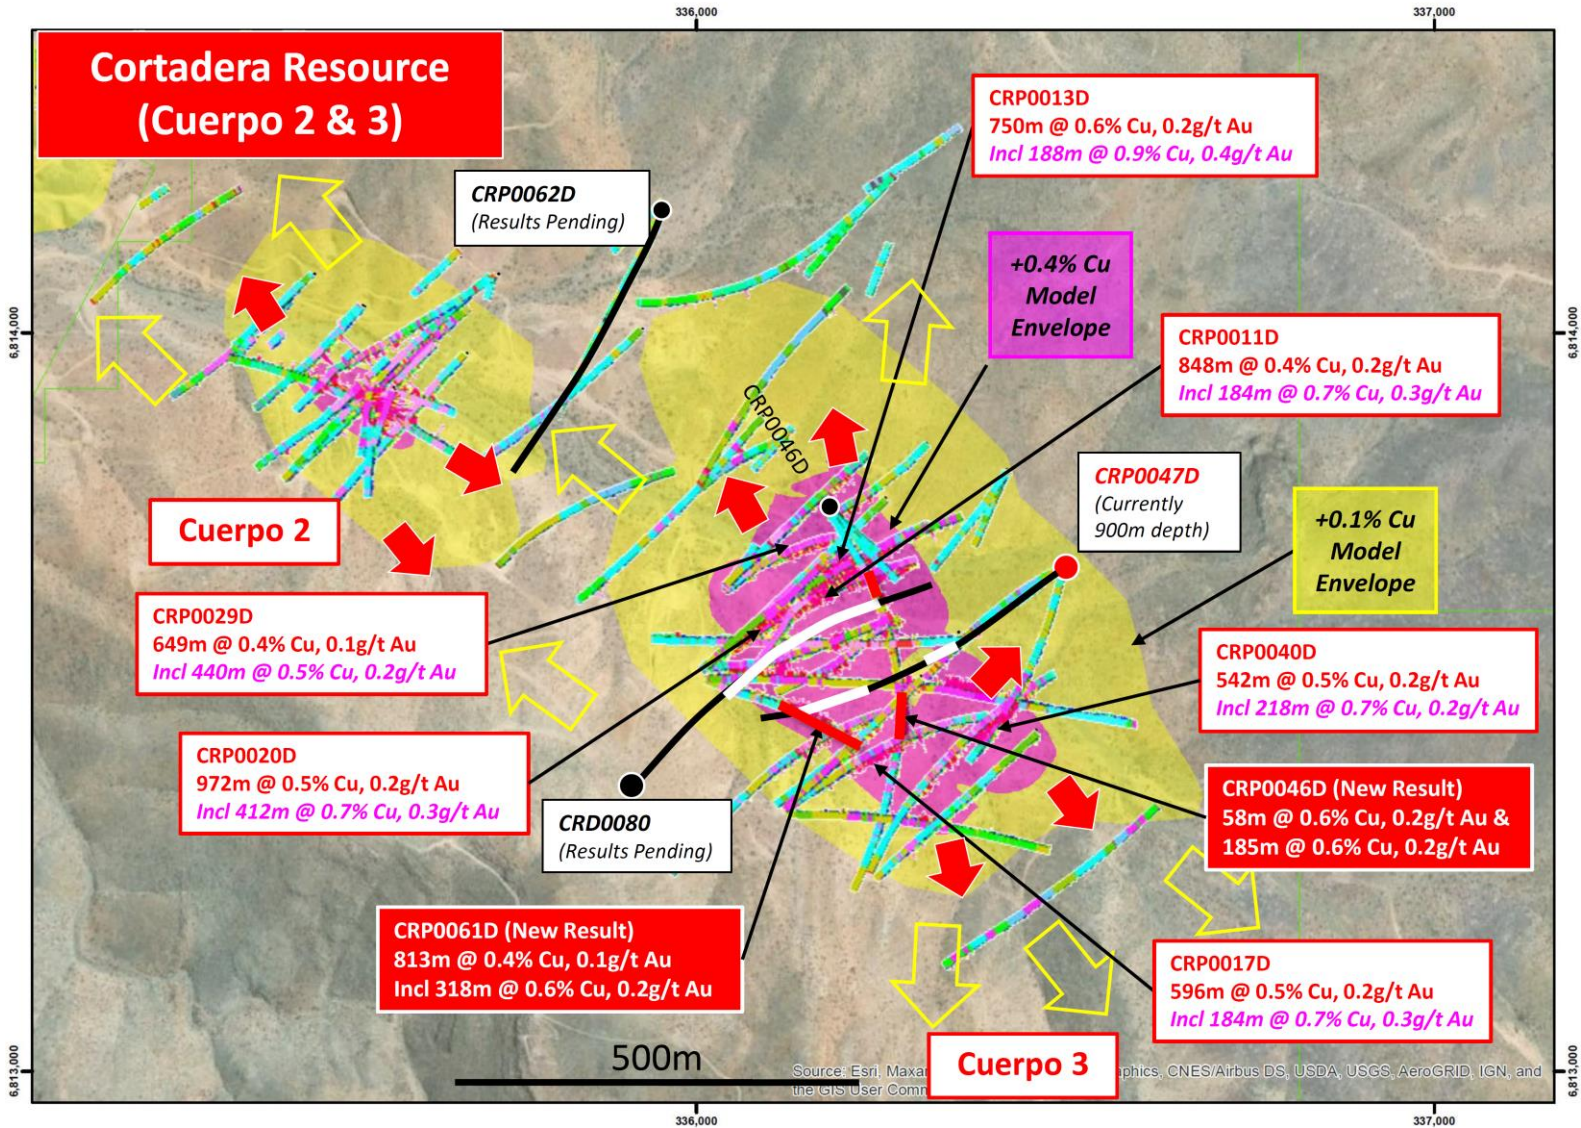 336,000
337,000
Cortadera Resource
(Cuerpo 2 & 3)
CRP0013D
750m @ 0.6% Cu, 0.2g/t Au
Incl 188m @ 0.9% Cu, 0.4g/t Au
CRP0062D
(Results Pending)
+0.4% Cu
Model
Envelope
6,814,000
6,814,000
CRP0011D
848m @ 0.4% Cu, 0.2g/t Au
Incl 184m @ 0.7% Cu, 0.3g/t Au
CRP0046D
CRP0047D
(Currently
900m depth)
+0.1% Cu
Model
Envelope
Cuerpo 2
CRP0029D
649m @ 0.4% Cu, 0.1g/t Au
Incl 440m @ 0.5% Cu, 0.2g/t Au
CRP0040D
542m @ 0.5% Cu, 0.2g/t Au
Incl 218m @ 0.7% Cu, 0.2g/t Au
CRP0020D
972m @ 0.5% Cu, 0.2g/t Au
Incl 412m @ 0.7% Cu, 0.3g/t Au
CRD0080
(Results Pending)
CRP0046D (New Result)
58m @ 0.6% Cu, 0.2g/t Au &
185m @ 0.6% Cu, 0.2g/t Au
CRP0061D (New Result)
813m @ 0.4% Cu, 0.1g/t Au
Incl 318m @ 0.6% Cu, 0.2g/t Au
CRP0017D
596m @ 0.5% Cu, 0.2g/t Au
Incl 184m @ 0.7% Cu, 0.3g/t Au
500m
Cuerpo 3
Source: Esri, CNES/Airbus DS, USDA, USGS, AeroGRID, IGN, and
the GIS User
6,813,000
6,813,000
336,000
337,000